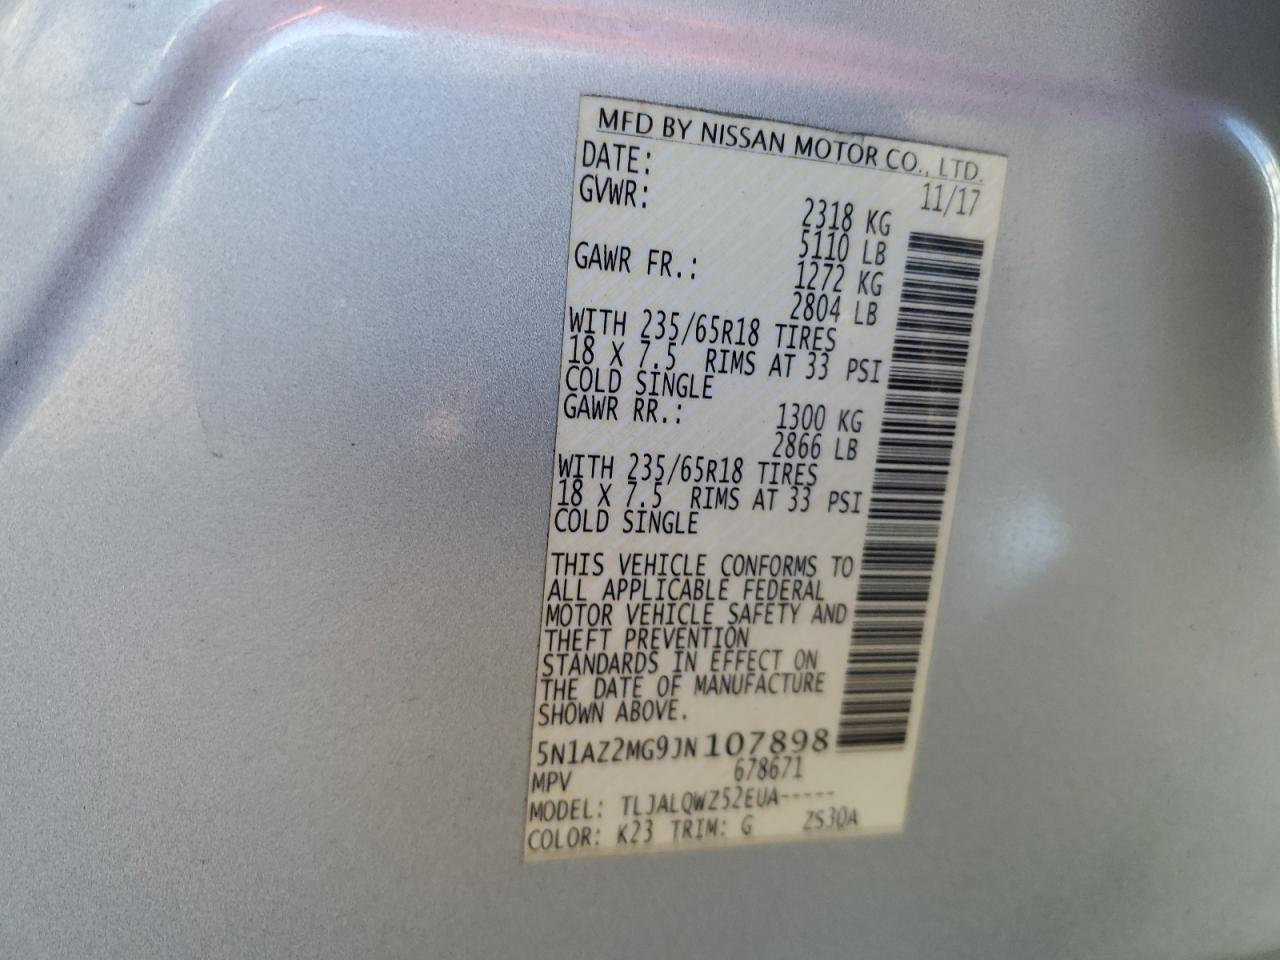 MFD BY NISSAN MOTOR CO., LTD.
DATE: 11/17
GVWR: 2318 KG
5110 LB
GAWR FR.: 1272 KG
2804 LB
WITH 235/65R18 TIRES
18 X 7.5 RIMS AT 33 PSI
COLD SINGLE
GAWR RR.: 1300 KG
2866 LB
WITH 235/65R18 TIRES
18 X 7.5 RIMS AT 33 PSI
COLD SINGLE
THIS VEHICLE CONFORMS TO
ALL APPLICABLE FEDERAL
MOTOR VEHICLE SAFETY AND
THEFT PREVENTION
STANDARDS IN EFFECT ON
THE DATE OF MANUFACTURE
SHOWN ABOVE.
5N1AZ2MG9JN107898
MPV 678671
MODEL: TLJALQWZ52EUA-----
COLOR: K23 TRIM: G ZS3QA